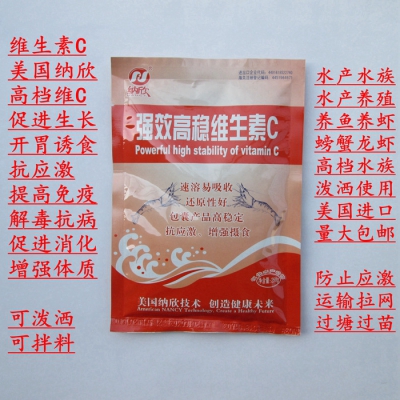 维生素C
美国纳欣
高档维C
促进生长
开胃诱食
抗应激
提高免疫
解毒抗病
促进消化
增强体质
可泼洒
可拌料
纳欣
强效高稳维生素C
Powerful high stability of vitamin C
速溶易吸收
还原性好
包囊产品高稳定
抗应激 增强摄食
美国纳欣技术 创造健康未来
American NANCY Technology, Create a Healthy Future
水产水族
水产养殖
养鱼养虾
螃蟹龙虾
高档水族
泼洒使用
美国进口
量大包邮
防止应激
运输拉网
过塘过苗